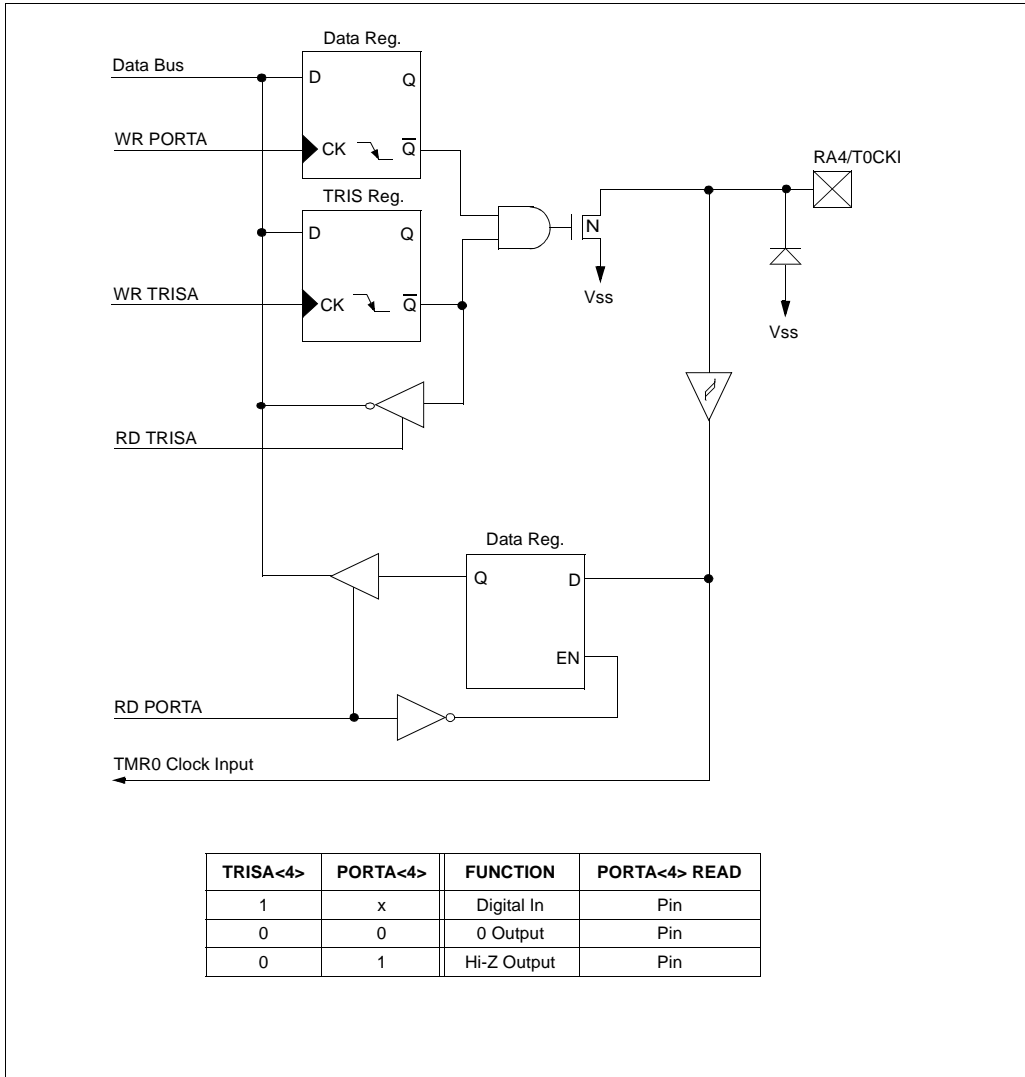 Data Reg.
Data Bus
D
Q
WR PORTA
CK
Q̅
RA4/T0CKI
TRIS Reg.
D
Q
N
WR TRISA
CK
Q̅
Vss
Vss
RD TRISA
Data Reg.
Q
D
EN
RD PORTA
TMR0 Clock Input
TRISA<4> PORTA<4> FUNCTION PORTA<4> READ
1 x Digital In Pin
0 0 0 Output Pin
0 1 Hi-Z Output Pin